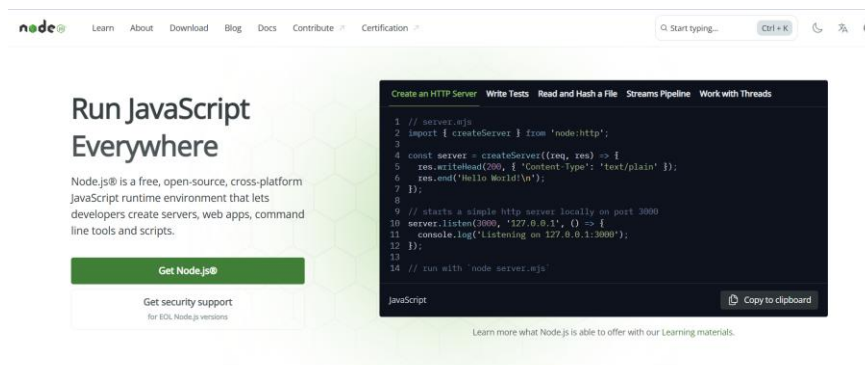 node
Learn About Download Blog Docs Contribute Certification
Start typing... Ctrl + K
Run JavaScript
Everywhere
Node.js® is a free, open-source, cross-platform
JavaScript runtime environment that lets
developers create servers, web apps, command
line tools and scripts.
Get Node.js®
Get security support
for EOL Node.js versions
Create an HTTP Server Write Tests Read and Hash a File Streams Pipeline Work with Threads
1 // server.mjs
2 import { createServer } from 'node:http';
3
4 const server = createServer((req, res) => {
5   res.writeHead(200, { 'Content-Type': 'text/plain' });
6   res.end('Hello World!\n');
7 });
8
9 // starts a simple http server locally on port 3000
10 server.listen(3000, '127.0.0.1', () => {
11   console.log('Listening on 127.0.0.1:3000');
12 });
13
14 // run with `node server.mjs`
JavaScript Copy to clipboard
Learn more what Node.js is able to offer with our Learning materials.